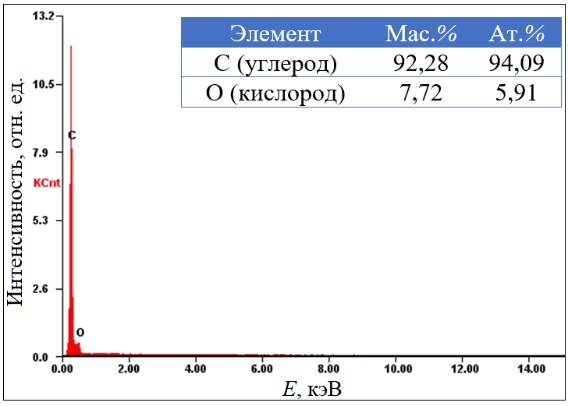 13.2
Элемент Мас.% Ат.%
С (углерод) 92,28 94,09
О (кислород) 7,72 5,91
10.5
7.9
5.3
2.6
0.0
Интенсивность, отн. ед.
KCnt
C
O
0.00 2.00 4.00 6.00 8.00 10.00 12.00 14.00
E, кэВ